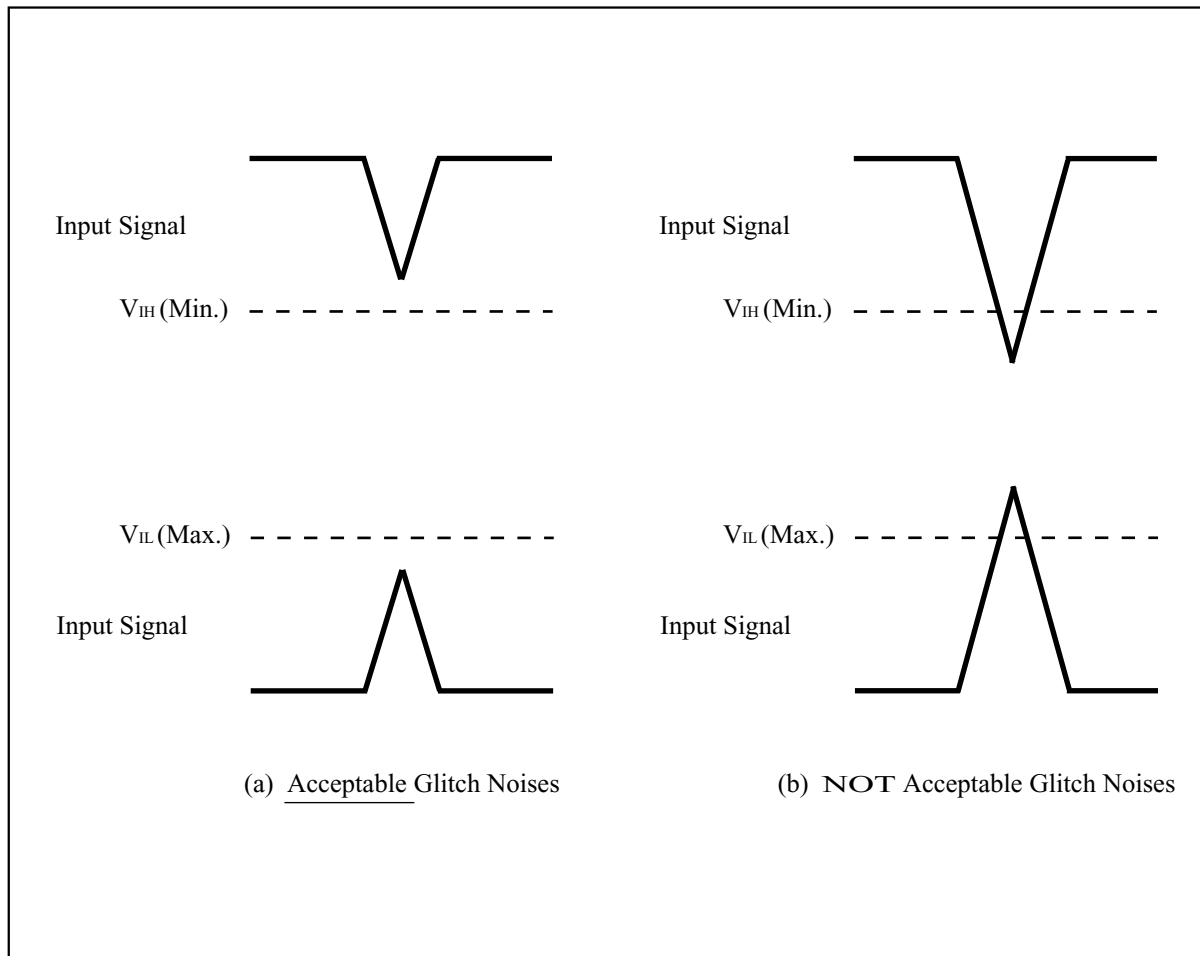 Input Signal
VIH (Min.)
VIL (Max.)
Input Signal
(a) Acceptable Glitch Noises
Input Signal
VIH (Min.)
VIL (Max.)
Input Signal
(b) NOT Acceptable Glitch Noises